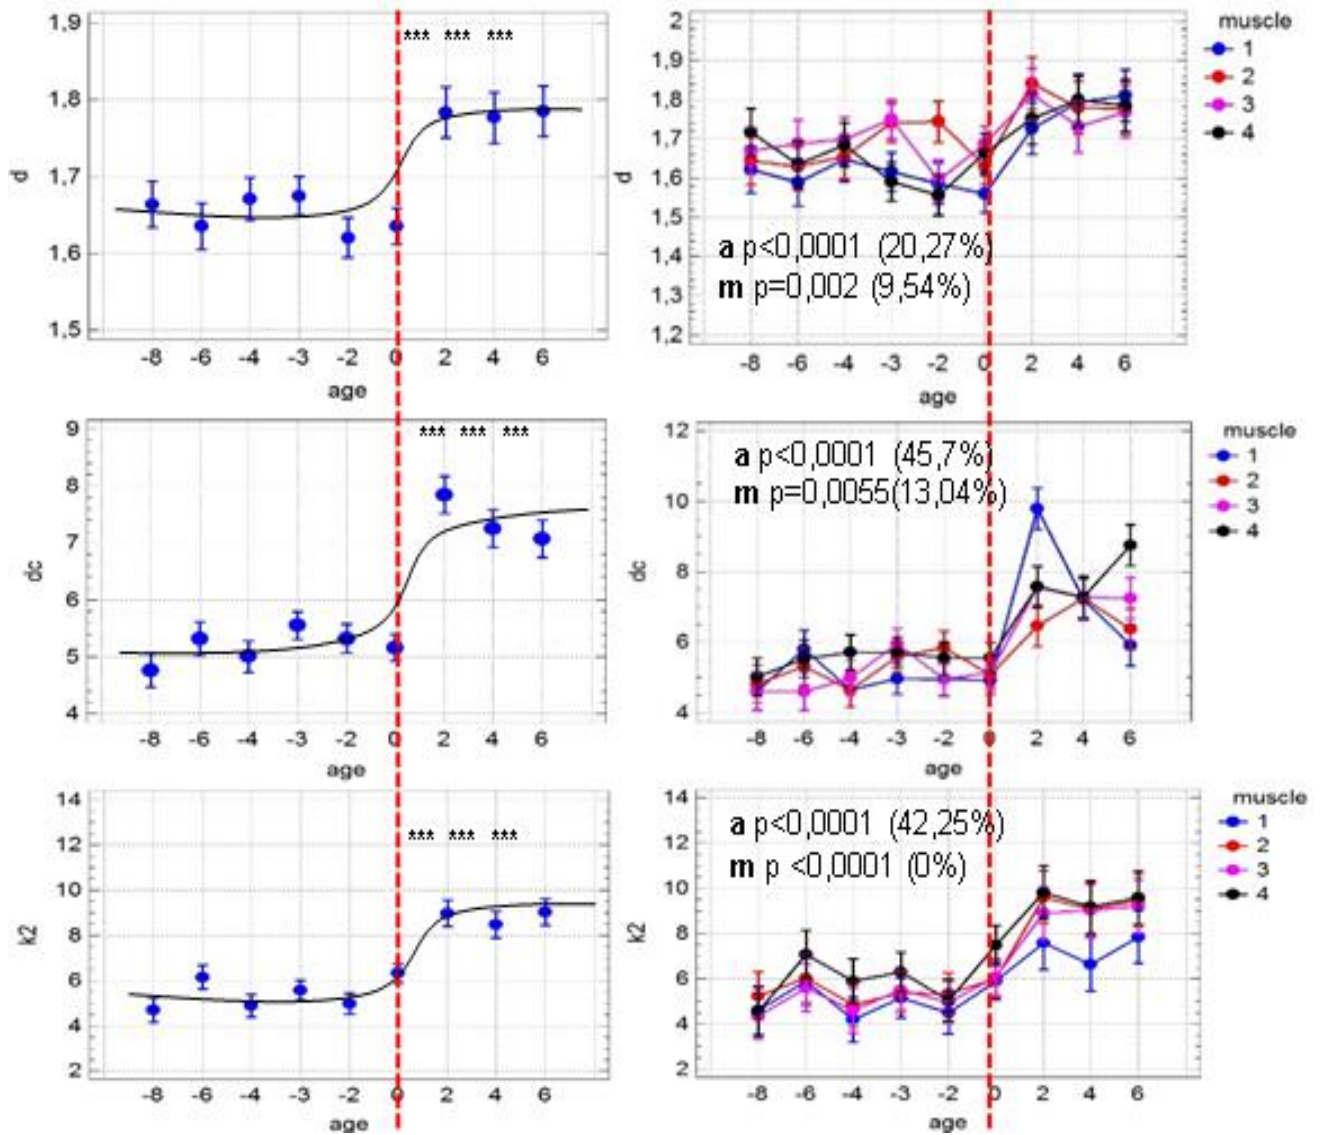 1,9
1,8
1,7
1,6
1,5
d
-8 -6 -4 -3 -2 0 2 4 6
age
*** *** ***
2
1,9
1,8
1,7
1,6
1,5
1,4
1,3
1,2
d
a p<0,0001 (20,27%)
m p=0,002 (9,54%)
-8 -6 -4 -3 -2 0 2 4 6
age
muscle
1
2
3
4
9
8
7
6
5
4
dc
*** *** ***
-8 -6 -4 -3 -2 0 2 4 6
age
12
10
8
6
4
dc
a p<0,0001 (45,7%)
m p=0,0055(13,04%)
-8 -6 -4 -3 -2 0 2 4 6
age
muscle
1
2
3
4
14
12
10
8
6
4
2
k2
*** *** ***
-8 -6 -4 -3 -2 0 2 4 6
age
14
12
10
8
6
4
2
k2
a p<0,0001 (42,25%)
m p <0,0001 (0%)
-8 -6 -4 -3 -2 0 2 4 6
age
muscle
1
2
3
4